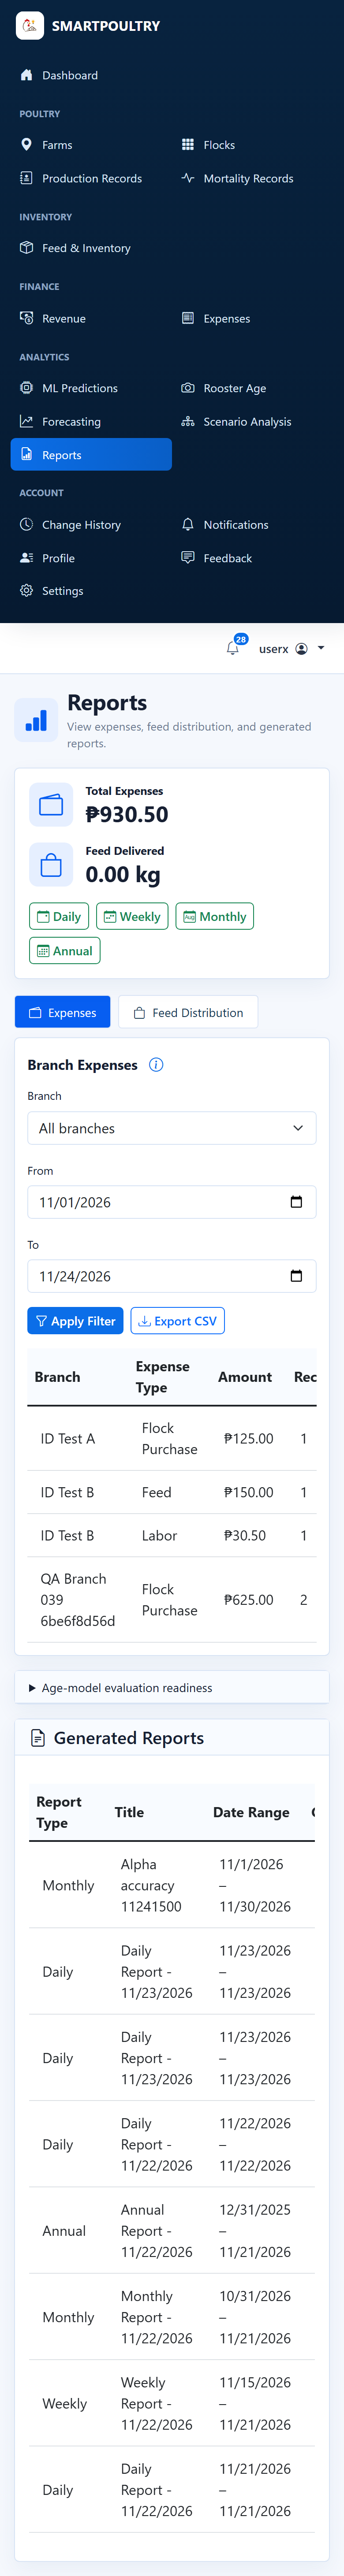 SMARTPOULTRY
Dashboard
POULTRY
Farms
Flocks
Production Records
Mortality Records
INVENTORY
Feed & Inventory
FINANCE
Revenue
Expenses
ANALYTICS
ML Predictions
Rooster Age
Forecasting
Scenario Analysis
Reports
ACCOUNT
Change History
Notifications
Profile
Feedback
Settings
28
userx
Reports
View expenses, feed distribution, and generated
reports.
Total Expenses
₱930.50
Feed Delivered
0.00 kg
Daily
Weekly
Monthly
Annual
Expenses
Feed Distribution
Branch Expenses
Branch
All branches
From
11/01/2026
To
11/24/2026
Apply Filter
Export CSV
Branch
Expense
Type
Amount
Rec
ID Test A
Flock
Purchase
₱125.00
1
ID Test B
Feed
₱150.00
1
ID Test B
Labor
₱30.50
1
QA Branch
039
6be6f8d56d
Flock
Purchase
₱625.00
2
Age-model evaluation readiness
Generated Reports
Report
Type
Title
Date Range
Monthly
Alpha
accuracy
11241500
11/1/2026
–
11/30/2026
Daily
Daily
Report -
11/23/2026
11/23/2026
–
11/23/2026
Daily
Daily
Report -
11/23/2026
11/23/2026
–
11/23/2026
Daily
Daily
Report -
11/22/2026
11/22/2026
–
11/22/2026
Annual
Annual
Report -
11/22/2026
12/31/2025
–
11/21/2026
Monthly
Monthly
Report -
11/22/2026
10/31/2026
–
11/21/2026
Weekly
Weekly
Report -
11/22/2026
11/15/2026
–
11/21/2026
Daily
Daily
Report -
11/22/2026
11/21/2026
–
11/21/2026